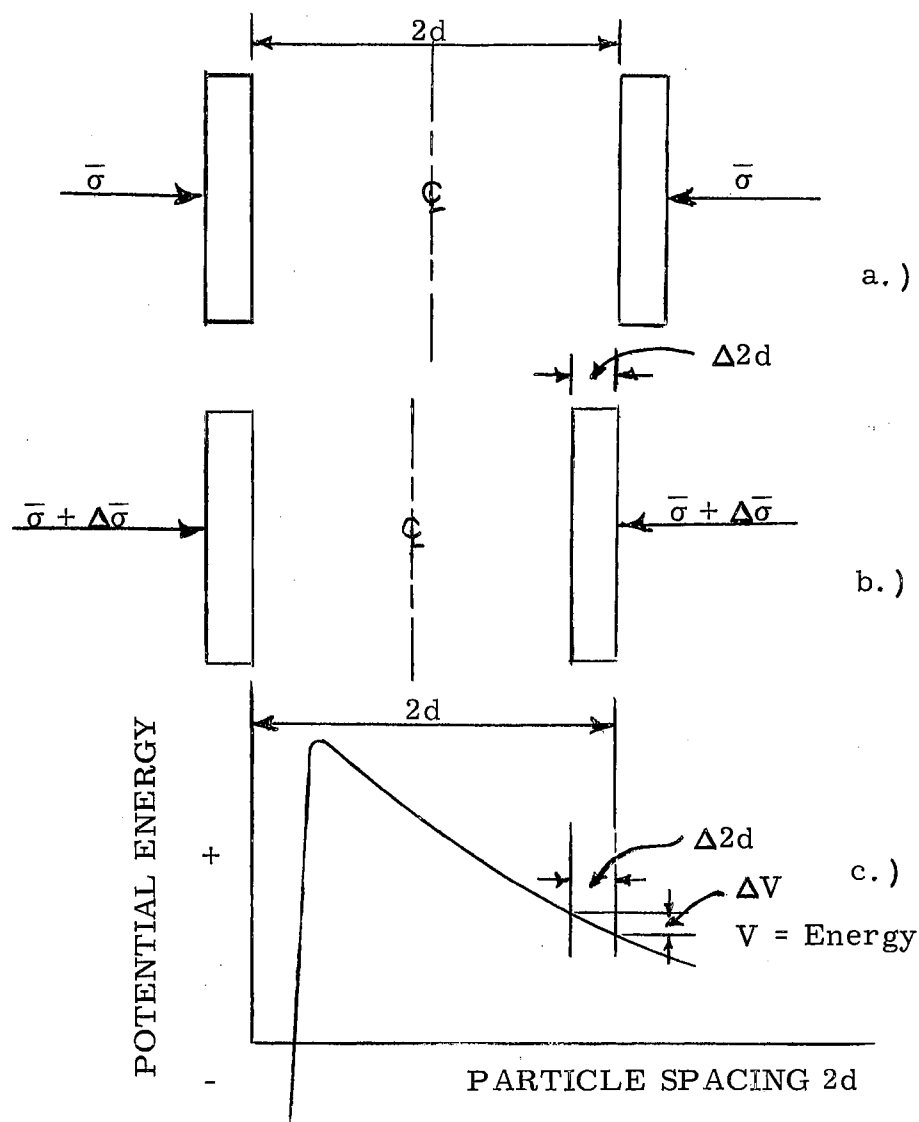 2d
σ̅
σ̅
℄
a.)
Δ2d
σ̅ + Δσ̅
σ̅ + Δσ̅
℄
b.)
2d
POTENTIAL ENERGY
+
-
Δ2d
ΔV
c.)
V = Energy
PARTICLE SPACING 2d